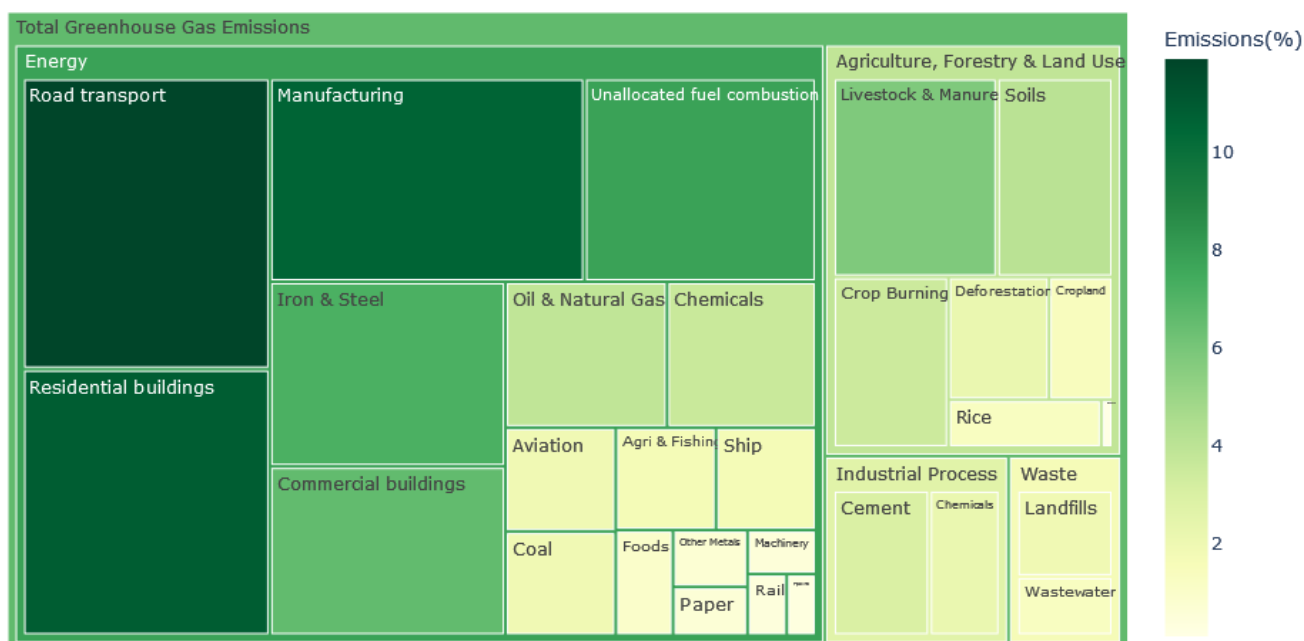 Total Greenhouse Gas Emissions
Emissions(%)
Energy
Agriculture, Forestry & Land Use
Road transport
Manufacturing
Unallocated fuel combustion
Livestock & Manure
Soils
10
8
Iron & Steel
Oil & Natural Gas
Chemicals
Crop Burning
Deforestation
Cropland
6
Residential buildings
Rice
4
Aviation
Agri & Fishing
Ship
Commercial buildings
Industrial Process
Waste
Cement
Chemicals
Landfills
Coal
Foods
Other Metals
Machinery
2
Paper
Rail
Wastewater